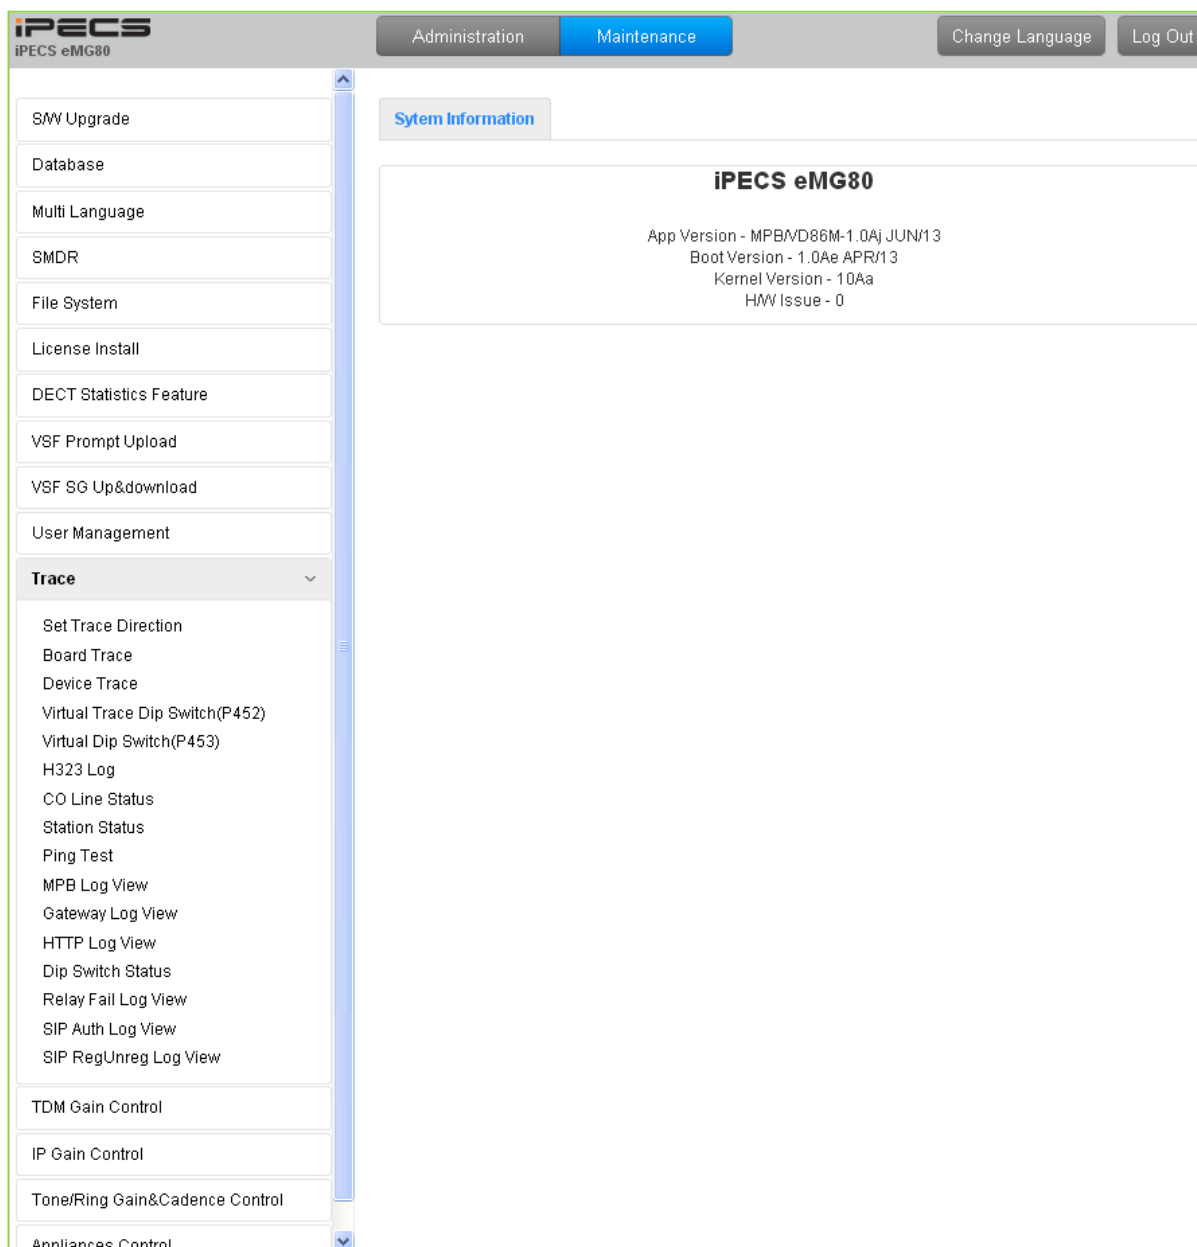 iPECS
iPECS eMG80
Administration
Maintenance
Change Language
Log Out
S/W Upgrade
Database
Multi Language
SMDR
File System
License Install
DECT Statistics Feature
VSF Prompt Upload
VSF SG Up&download
User Management
Trace
Set Trace Direction
Board Trace
Device Trace
Virtual Trace Dip Switch(P452)
Virtual Dip Switch(P453)
H323 Log
CO Line Status
Station Status
Ping Test
MPB Log View
Gateway Log View
HTTP Log View
Dip Switch Status
Relay Fail Log View
SIP Auth Log View
SIP RegUnreg Log View
TDM Gain Control
IP Gain Control
Tone/Ring Gain&Cadence Control
Appliances Control
Sytem Information
iPECS eMG80
App Version - MPB/VD86M-1.0Aj JUN/13
Boot Version - 1.0Ae APR/13
Kernel Version - 10Aa
H/W Issue - 0